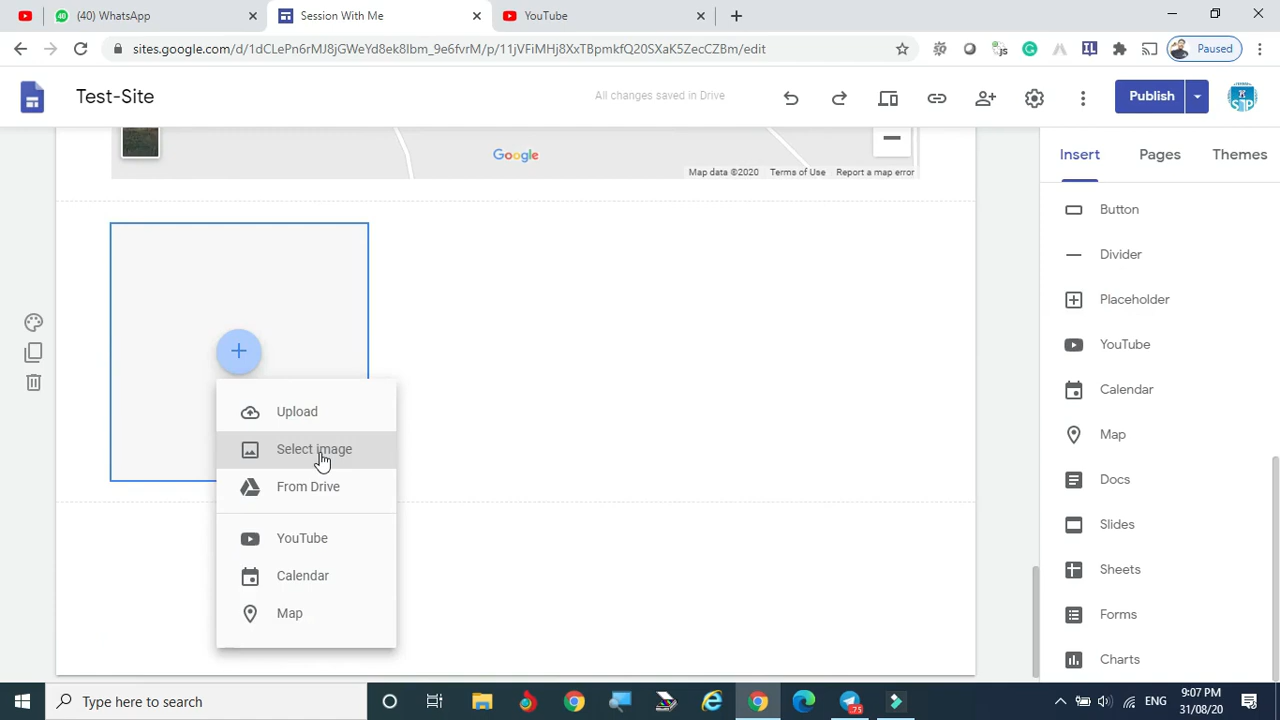 (40) WhatsApp
Session With Me
YouTube
sites.google.com/d/1dCLePn6rMJ8jGWeYd8ek8Ibm_9e6fvrM/p/11jVFiMHj8XxTBpmkfQ20SXaK5ZecCZBm/edit
Paused
Test-Site
All changes saved in Drive
Publish
Insert
Pages
Themes
Google
Map data ©2020
Terms of Use
Report a map error
Button
Divider
Placeholder
YouTube
Calendar
Map
Docs
Slides
Sheets
Forms
Charts
Upload
Select image
From Drive
YouTube
Calendar
Map
Type here to search
75
ENG
9:07 PM
31/08/20